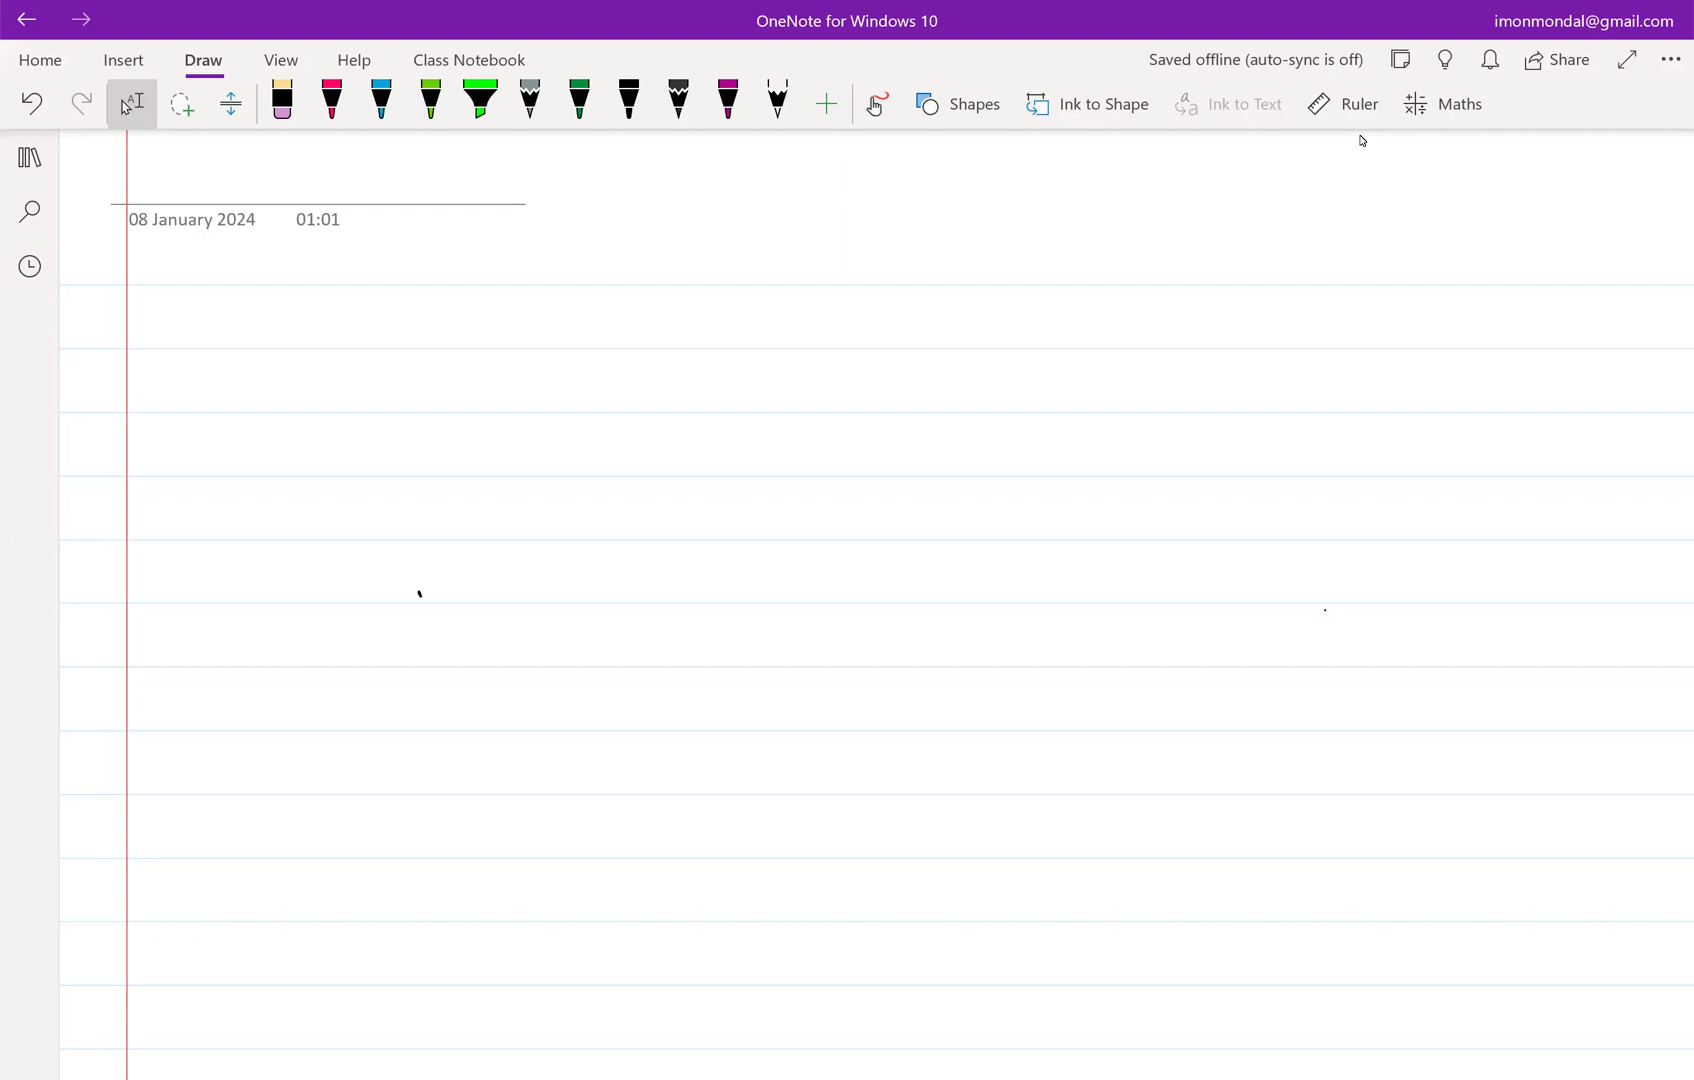 OneNote for Windows 10
imonmondal@gmail.com
Home Insert Draw View Help Class Notebook
Saved offline (auto-sync is off) Share
Shapes Ink to Shape Ink to Text Ruler Maths
08 January 2024 01:01